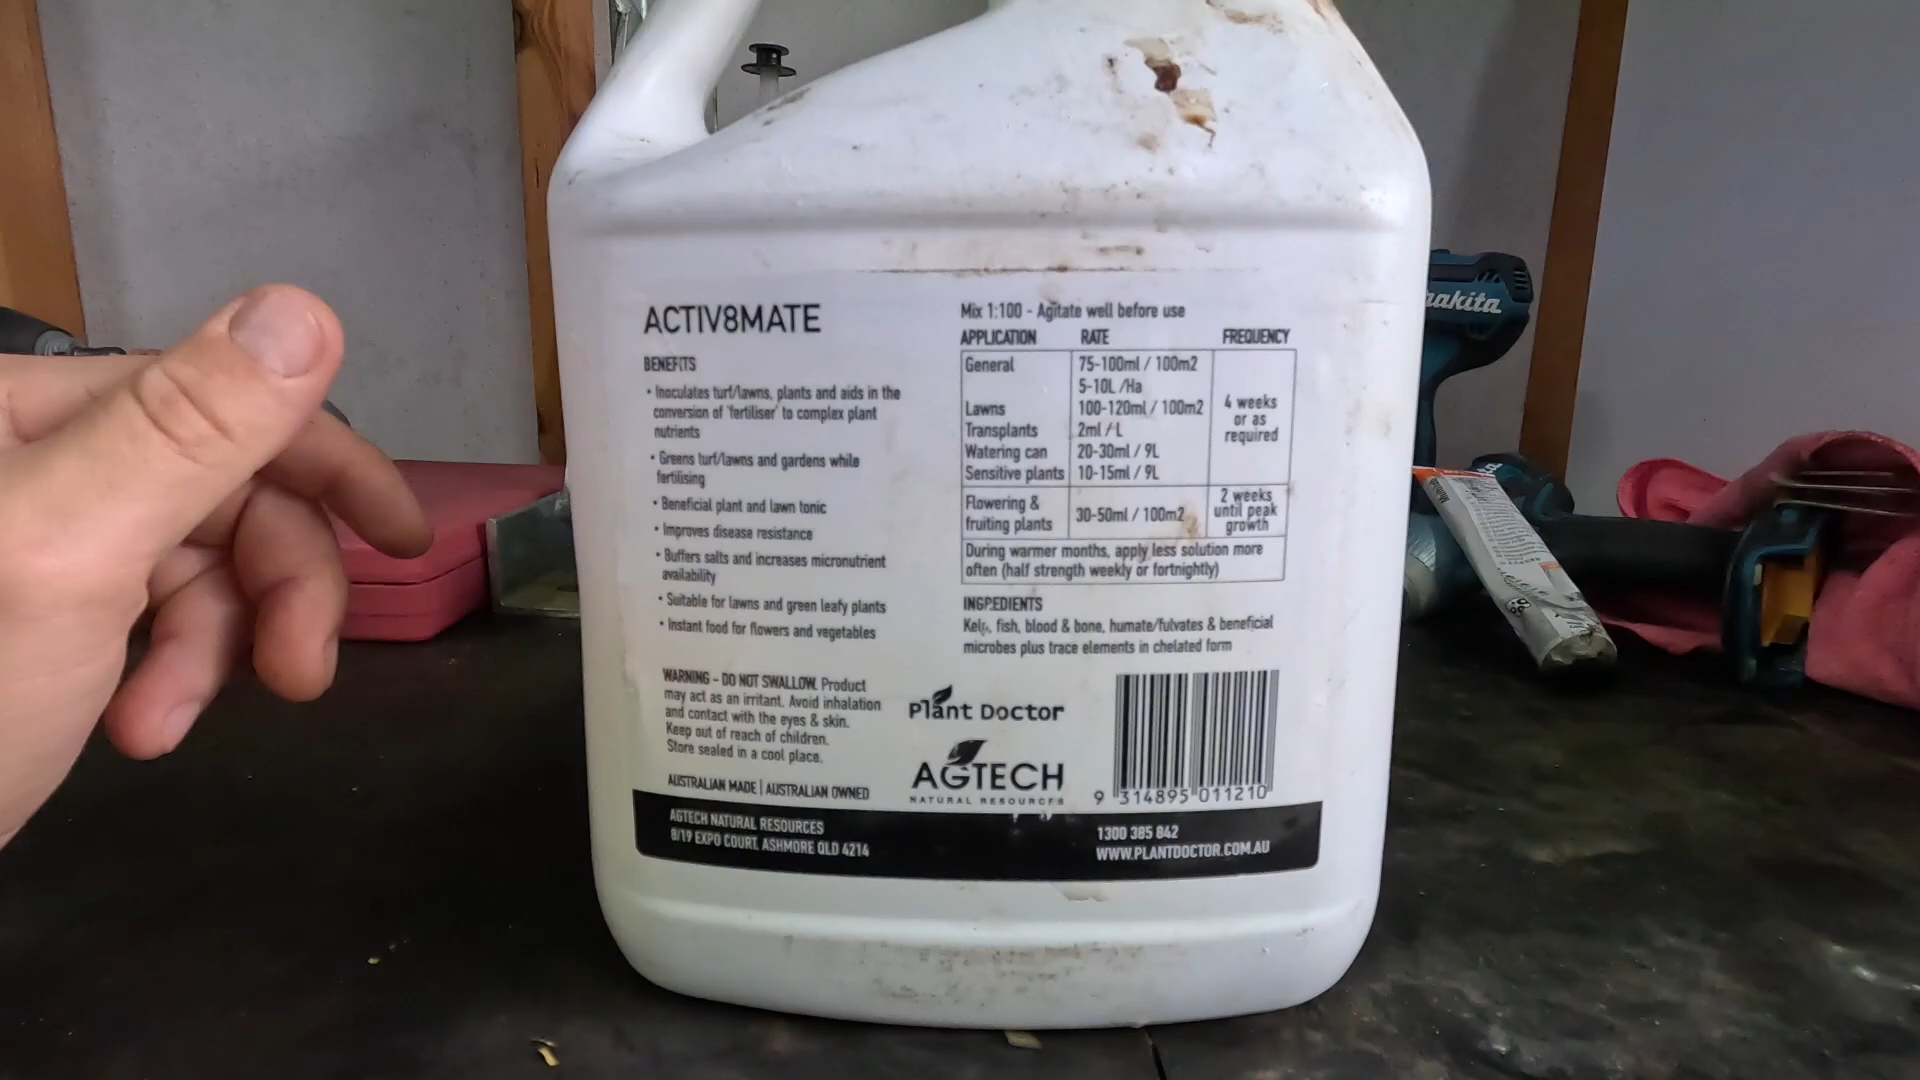 ACTIV8MATE
BENEFITS
• Inoculates turf/lawns, plants and aids in the
conversion of 'fertiliser' to complex plant
nutrients
• Greens turf/lawns and gardens while
fertilising
• Beneficial plant and lawn tonic
• Improves disease resistance
• Buffers salts and increases micronutrient
availability
• Suitable for lawns and green leafy plants
• Instant food for flowers and vegetables
WARNING - DO NOT SWALLOW. Product
may act as an irritant. Avoid inhalation
and contact with the eyes & skin.
Keep out of reach of children.
Store sealed in a cool place.
AUSTRALIAN MADE | AUSTRALIAN OWNED
Mix 1:100 - Agitate well before use
APPLICATION RATE FREQUENCY
General 75-100ml / 100m2
5-10L /Ha
Lawns 100-120ml / 100m2
Transplants 2ml / L
Watering can 20-30ml / 9L
Sensitive plants 10-15ml / 9L
4 weeks
or as
required
Flowering &
fruiting plants
30-50ml / 100m2
2 weeks
until peak
growth
During warmer months, apply less solution more
often (half strength weekly or fortnightly)
INGREDIENTS
Kelp, fish, blood & bone, humate/fulvates & beneficial
microbes plus trace elements in chelated form
Plant Doctor
AGTECH
NATURAL RESOURCES
9 314895 011210
AGTECH NATURAL RESOURCES
8/19 EXPO COURT, ASHMORE QLD 4214
1300 385 842
WWW.PLANTDOCTOR.COM.AU
makita